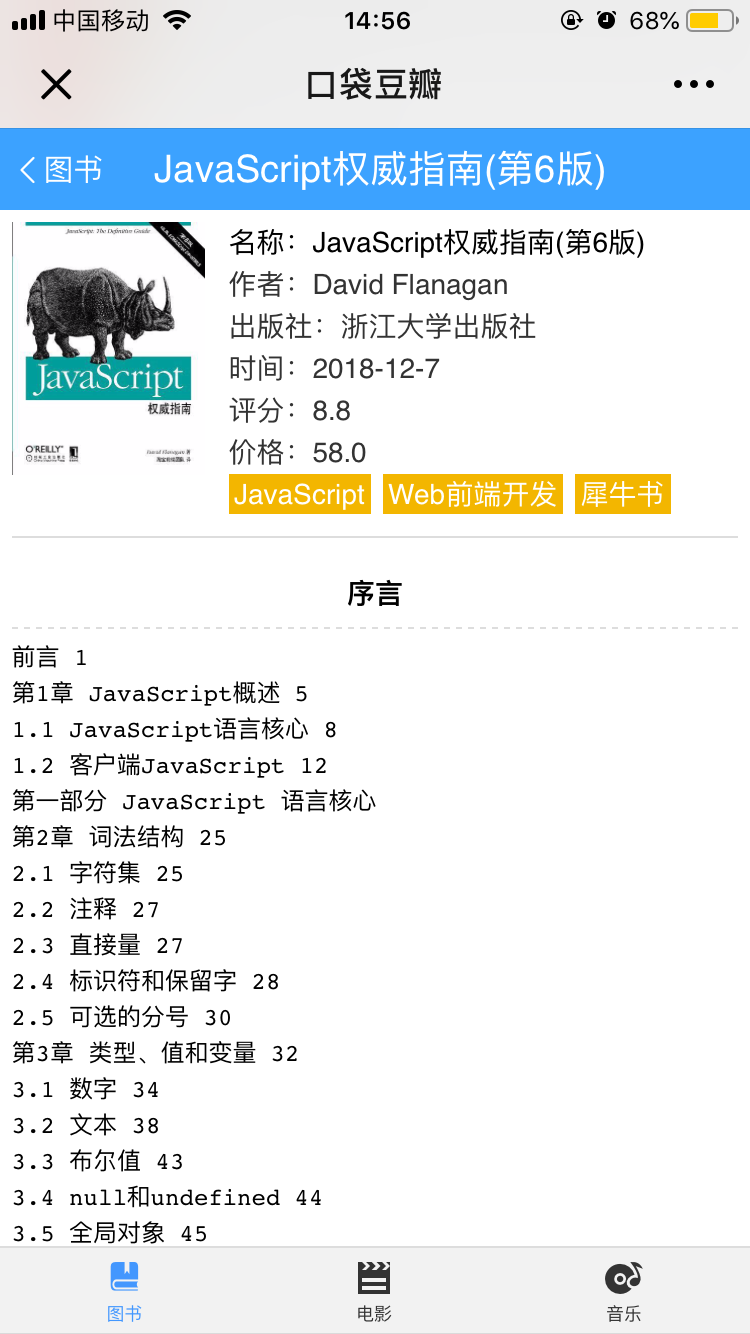 中国移动 14:56 68%
口袋豆瓣
图书 JavaScript权威指南(第6版)
JavaScript: The Definitive Guide
JavaScript
权威指南
O'REILLY
David Flanagan 著
名称：JavaScript权威指南(第6版)
作者：David Flanagan
出版社：浙江大学出版社
时间：2018-12-7
评分：8.8
价格：58.0
JavaScript Web前端开发 犀牛书
序言
前言 1
第1章 JavaScript概述 5
1.1 JavaScript语言核心 8
1.2 客户端JavaScript 12
第一部分 JavaScript 语言核心
第2章 词法结构 25
2.1 字符集 25
2.2 注释 27
2.3 直接量 27
2.4 标识符和保留字 28
2.5 可选的分号 30
第3章 类型、值和变量 32
3.1 数字 34
3.2 文本 38
3.3 布尔值 43
3.4 null和undefined 44
3.5 全局对象 45
图书 电影 音乐